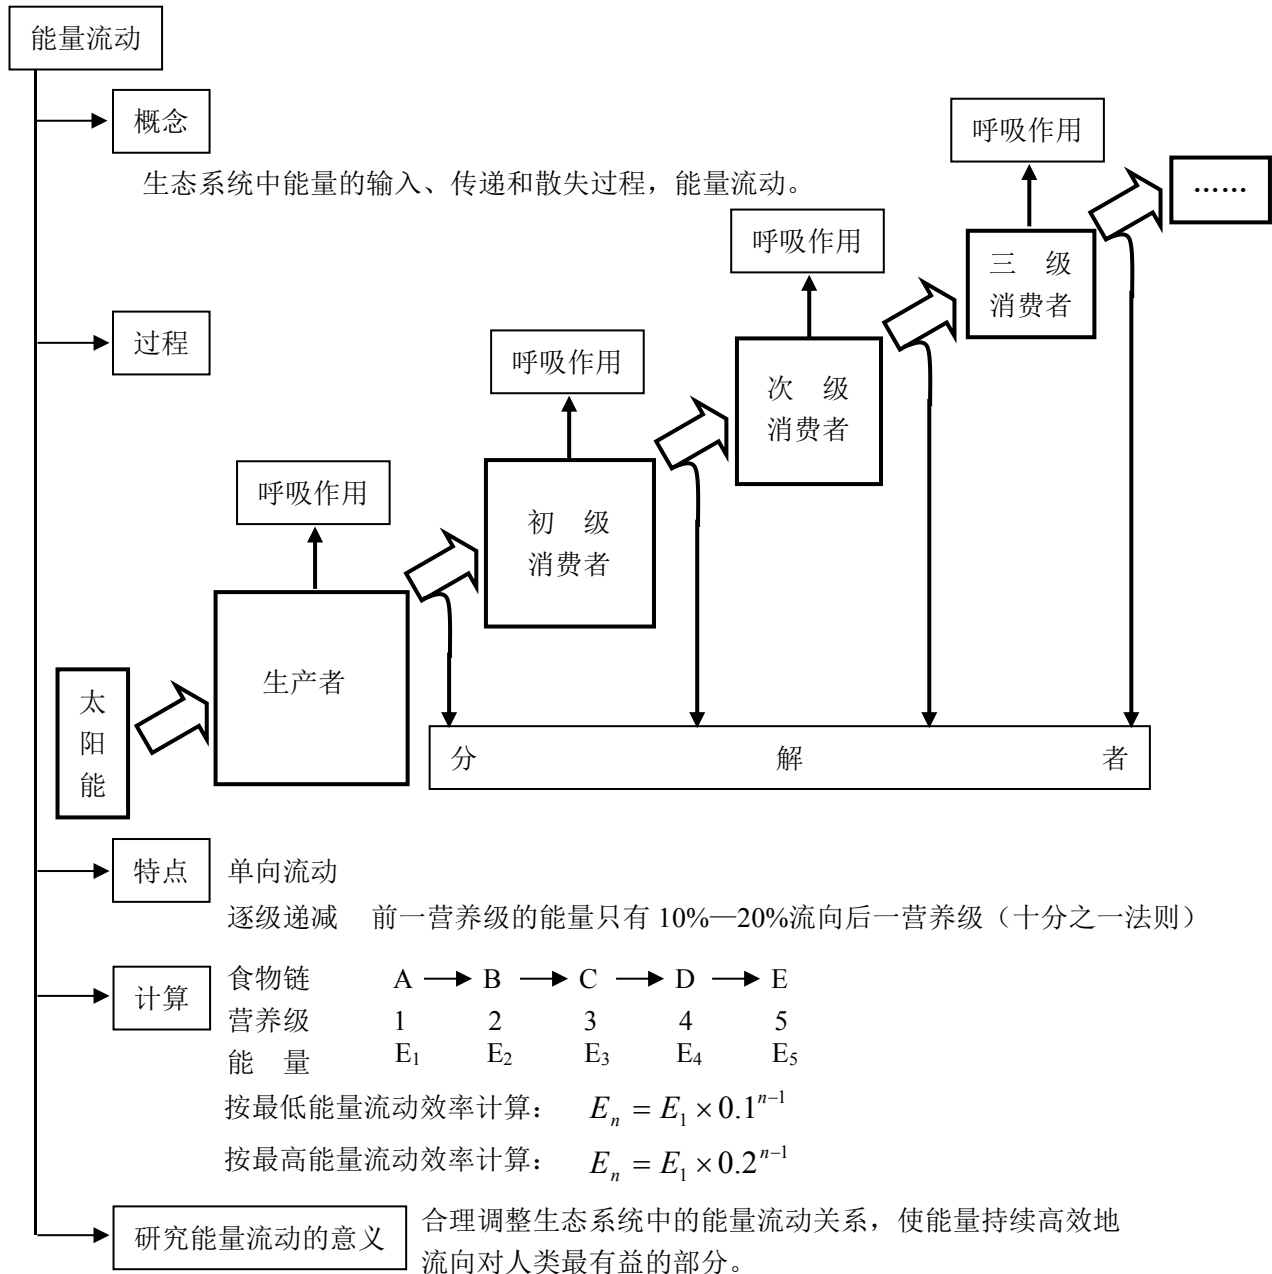 能量流动
概念
生态系统中能量的输入、传递和散失过程，能量流动。
过程
呼吸作用
……
呼吸作用
三 级
消费者
呼吸作用
次 级
消费者
呼吸作用
初 级
消费者
生产者
太
阳
能
分 解 者
特点 单向流动
逐级递减 前一营养级的能量只有 10%—20%流向后一营养级（十分之一法则）
计算
食物链 A → B → C → D → E
营养级 1 2 3 4 5
能 量 E₁ E₂ E₃ E₄ E₅
按最低能量流动效率计算： Eₙ = E₁ × 0.1ⁿ⁻¹
按最高能量流动效率计算： Eₙ = E₁ × 0.2ⁿ⁻¹
研究能量流动的意义
合理调整生态系统中的能量流动关系，使能量持续高效地
流向对人类最有益的部分。